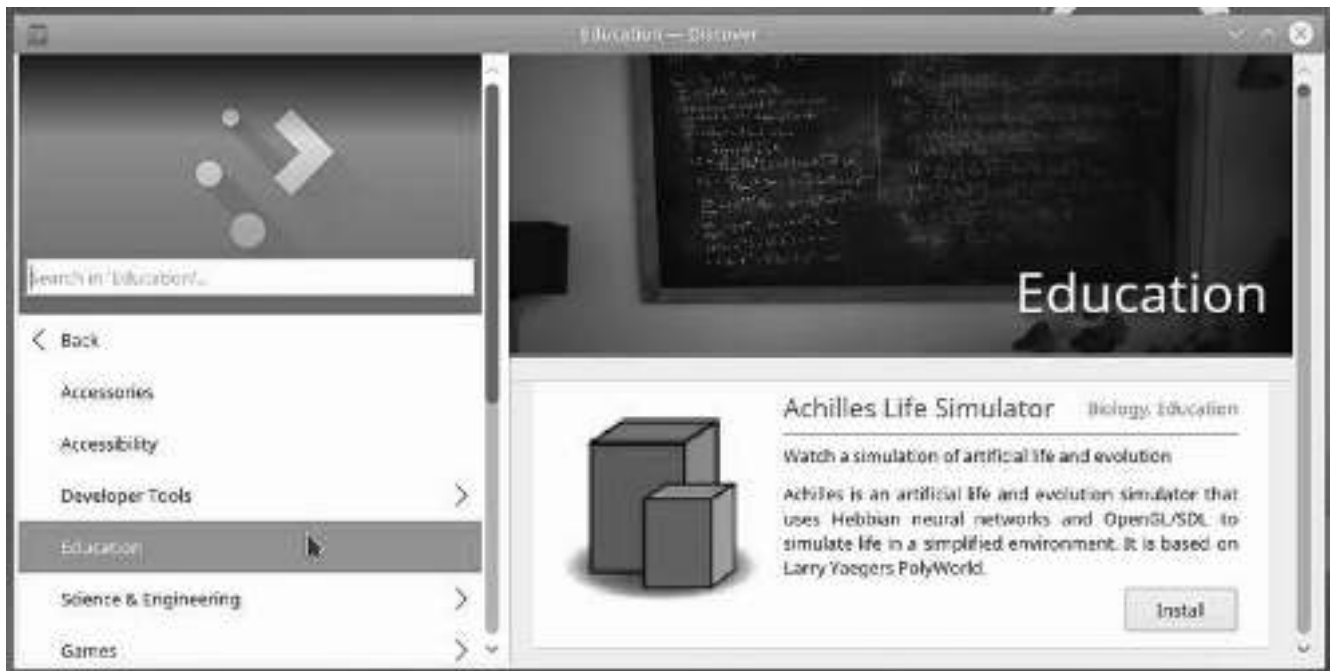 Education — Discover
Search in 'Education'...
Back
Accessories
Accessibility
Developer Tools
Education
Science & Engineering
Games
Education
Achilles Life Simulator
Biology, Education
Watch a simulation of artificial life and evolution
Achilles is an artificial life and evolution simulator that
uses Hebbian neural networks and OpenGL/SDL to
simulate life in a simplified environment. It is based on
Larry Yaegers PolyWorld.
Install